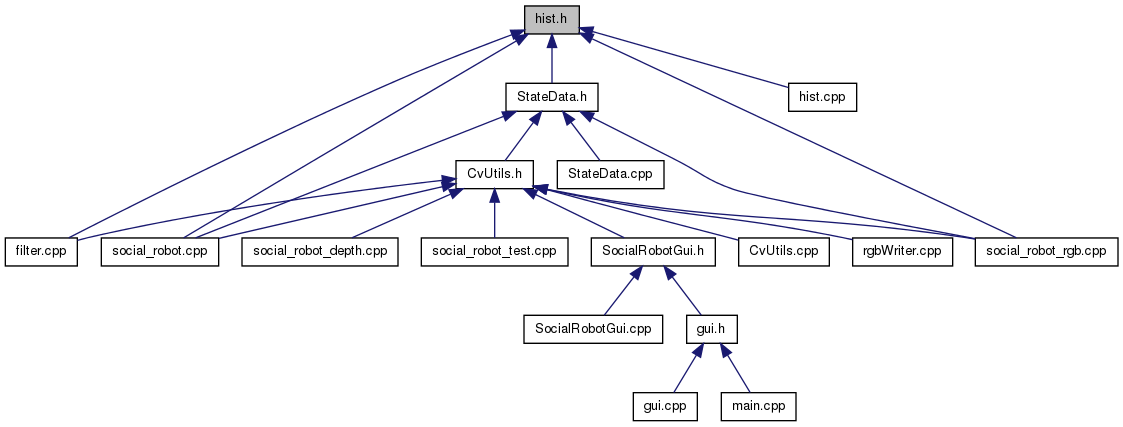 hist.h
StateData.h
hist.cpp
CvUtils.h
StateData.cpp
filter.cpp
social_robot.cpp
social_robot_depth.cpp
social_robot_test.cpp
SocialRobotGui.h
CvUtils.cpp
rgbWriter.cpp
social_robot_rgb.cpp
SocialRobotGui.cpp
gui.h
gui.cpp
main.cpp